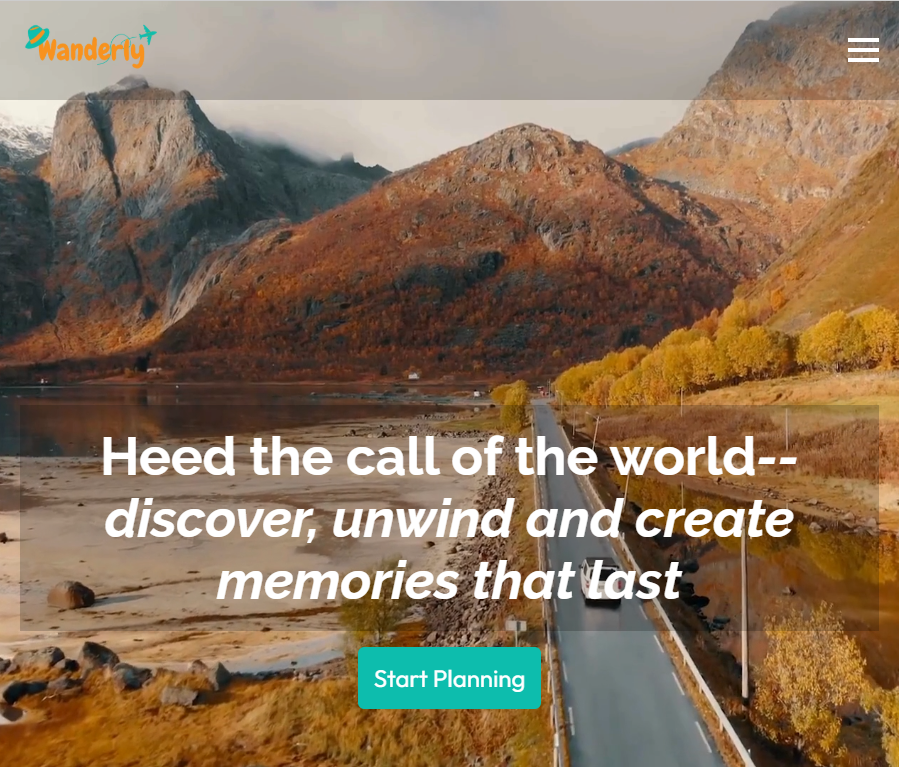 Wanderly
Heed the call of the world--
discover, unwind and create
memories that last
Start Planning